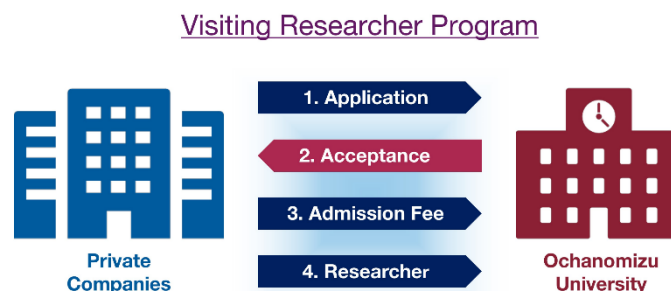 Visiting Researcher Program
1. Application
2. Acceptance
3. Admission Fee
4. Researcher
Private
Companies
Ochanomizu
University